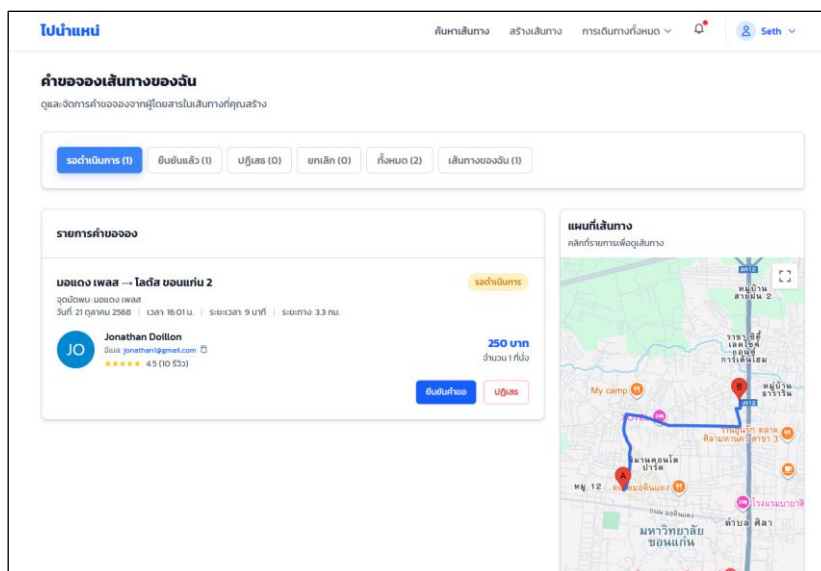 ไปนำแหน่
ค้นหาเส้นทาง
สร้างเส้นทาง
การเดินทางทั้งหมด
Seth
คำขอจองเส้นทางของฉัน
ดูและจัดการคำขอจองจากผู้โดยสารในเส้นทางที่คุณสร้าง
รอดำเนินการ (1)
ยืนยันแล้ว (1)
ปฏิเสธ (0)
ยกเลิก (0)
ทั้งหมด (2)
เส้นทางของฉัน (1)
รายการคำขอจอง
มอแดง เพลส → โลตัส ขอนแก่น 2
รอดำเนินการ
จุดนัดพบ: มอแดง เพลส
วันที่ 21 ตุลาคม 2568 | เวลา: 16:01 น. | ระยะเวลา: 9 นาที | ระยะทาง: 3.3 กม.
JO
Jonathan Doillon
อีเมล: jonathan1@gmail.com
4.5 (10 รีวิว)
250 บาท
จำนวน 1 ที่นั่ง
ยืนยันคำขอ
ปฏิเสธ
แผนที่เส้นทาง
คลิกที่รายการเพื่อดูเส้นทาง
หมู่บ้าน
สายฝน 2
B
หมู่บ้าน
ธาราวิน
My camp
HOTEL
A
หมู่ 12
ตำบล ศิลา
มหาวิทยาลัย
ขอนแก่น